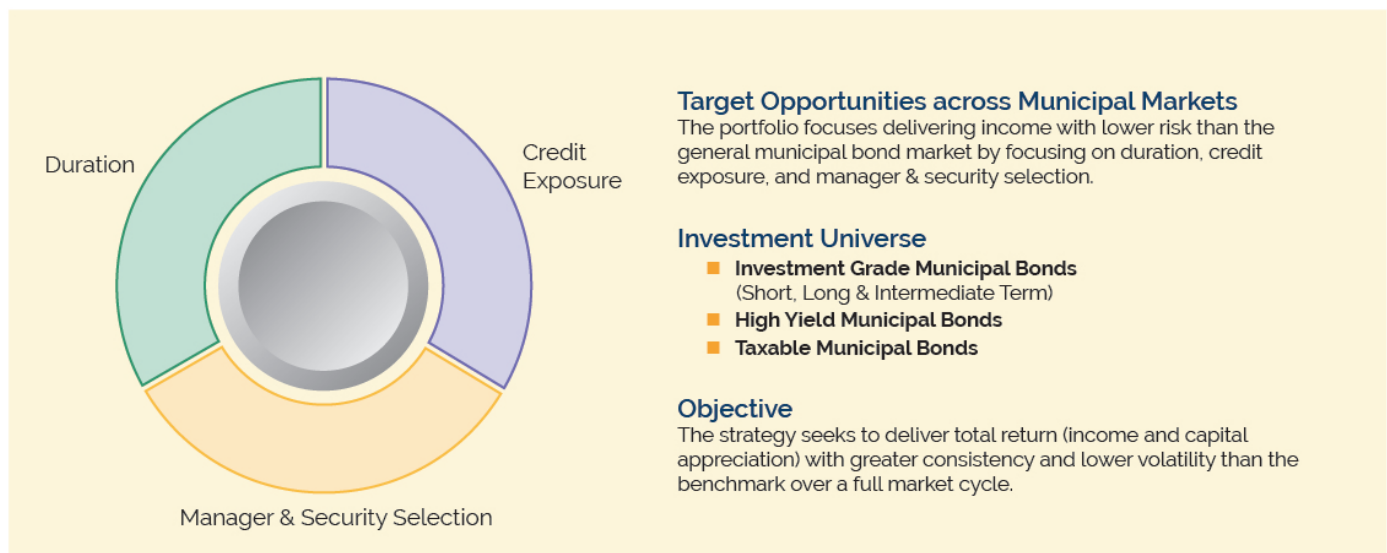 Duration
Credit
Exposure
Manager & Security Selection
Target Opportunities across Municipal Markets
The portfolio focuses delivering income with lower risk than the
general municipal bond market by focusing on duration, credit
exposure, and manager & security selection.
Investment Universe
Investment Grade Municipal Bonds
(Short, Long & Intermediate Term)
High Yield Municipal Bonds
Taxable Municipal Bonds
Objective
The strategy seeks to deliver total return (income and capital
appreciation) with greater consistency and lower volatility than the
benchmark over a full market cycle.